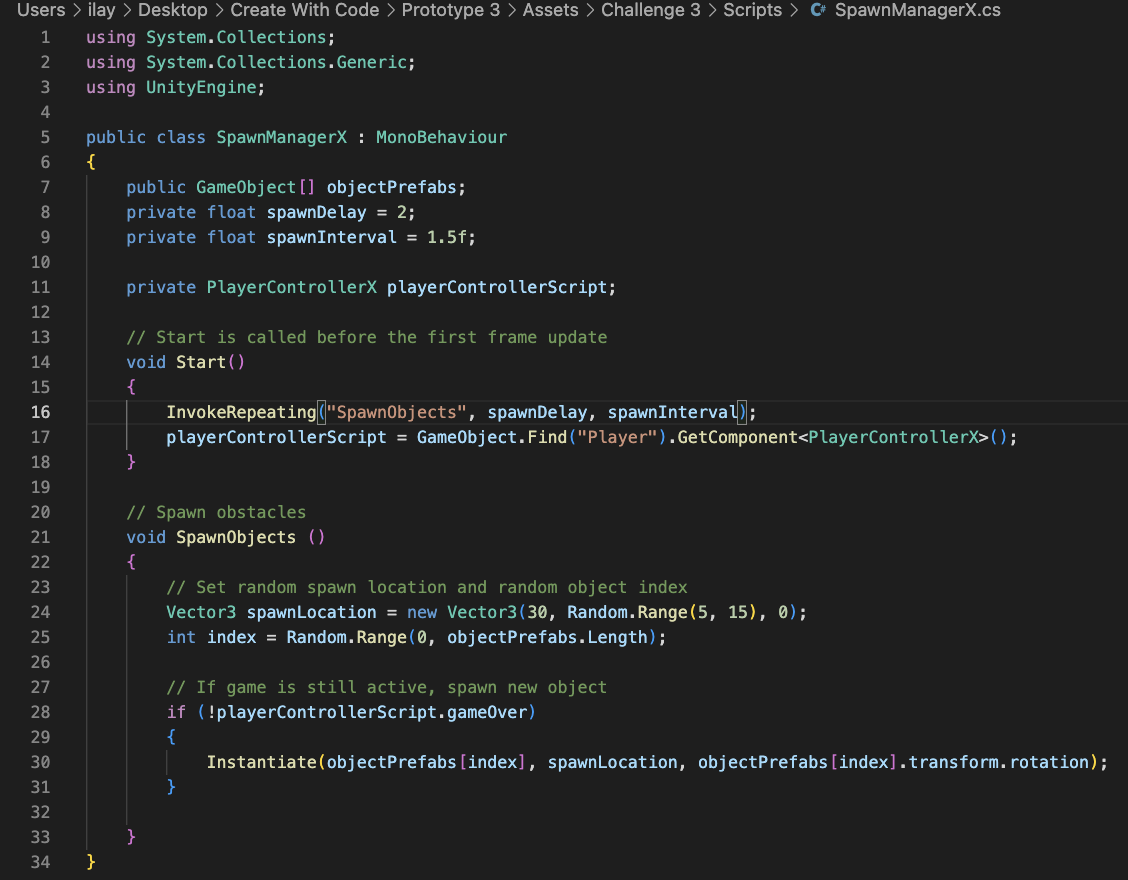 Users > ilay > Desktop > Create With Code > Prototype 3 > Assets > Challenge 3 > Scripts > C# SpawnManagerX.cs
1 using System.Collections;
2 using System.Collections.Generic;
3 using UnityEngine;
4
5 public class SpawnManagerX : MonoBehaviour
6 {
7     public GameObject[] objectPrefabs;
8     private float spawnDelay = 2;
9     private float spawnInterval = 1.5f;
10
11     private PlayerControllerX playerControllerScript;
12
13     // Start is called before the first frame update
14     void Start()
15     {
16         InvokeRepeating("SpawnObjects", spawnDelay, spawnInterval);
17         playerControllerScript = GameObject.Find("Player").GetComponent<PlayerControllerX>();
18     }
19
20     // Spawn obstacles
21     void SpawnObjects ()
22     {
23         // Set random spawn location and random object index
24         Vector3 spawnLocation = new Vector3(30, Random.Range(5, 15), 0);
25         int index = Random.Range(0, objectPrefabs.Length);
26
27         // If game is still active, spawn new object
28         if (!playerControllerScript.gameOver)
29         {
30             Instantiate(objectPrefabs[index], spawnLocation, objectPrefabs[index].transform.rotation);
31         }
32
33     }
34 }